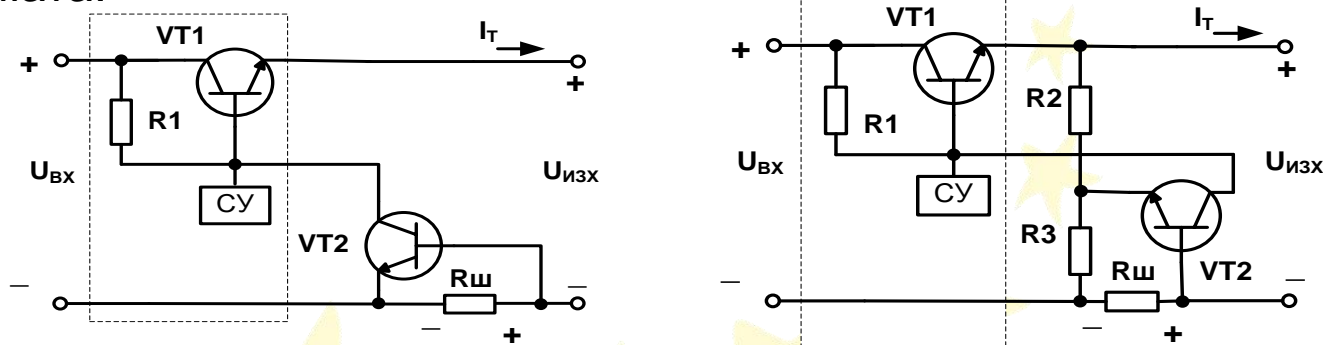 VT1
IТ
+
+
R1
UВХ
UИЗХ
СУ
VT2
Rш
–
–
–
+
VT1
IТ
+
+
R2
R1
UВХ
UИЗХ
СУ
R3
Rш
VT2
–
–
–
+